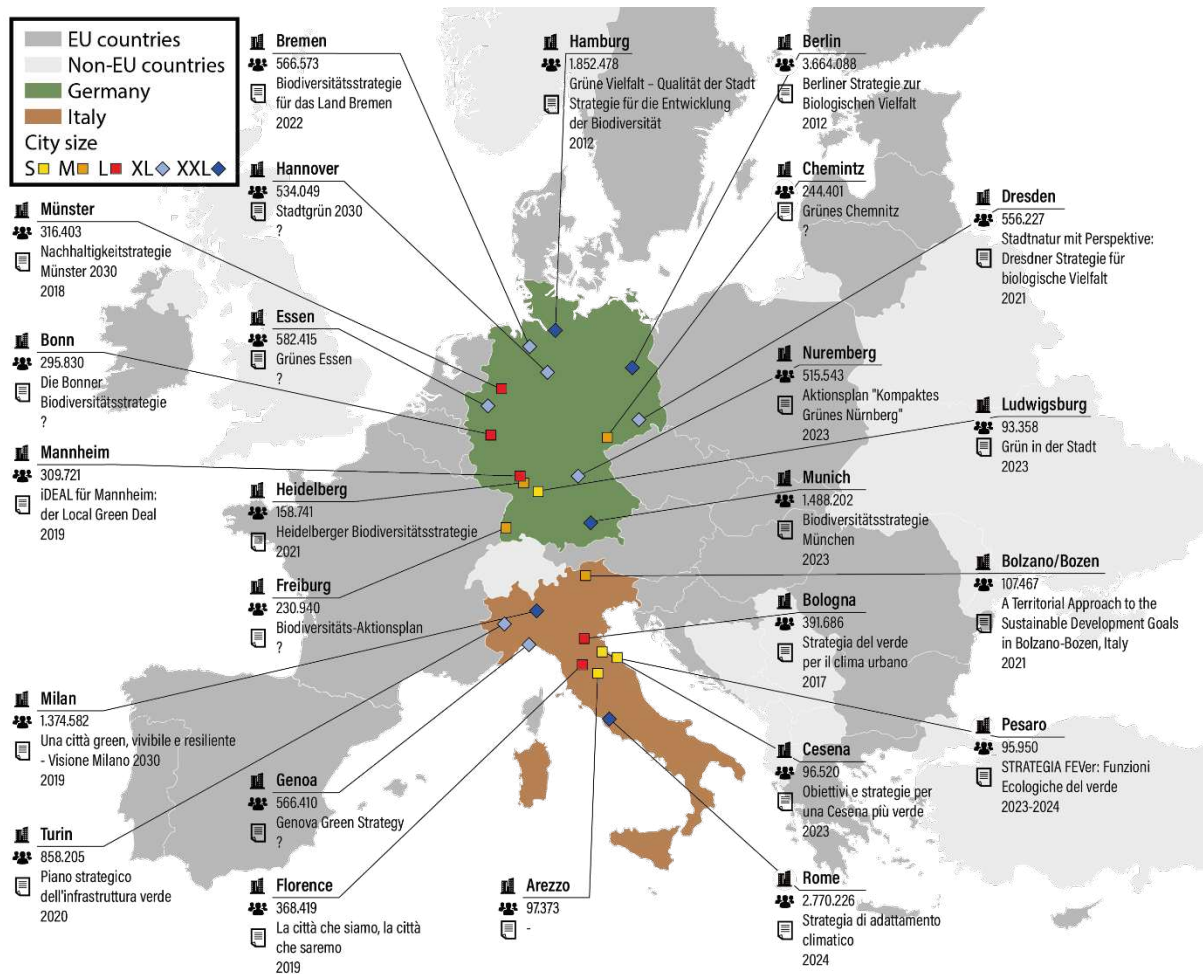 EU countries
Non-EU countries
Germany
Italy
City size
S M L XL XXL
Bremen
566.573
Biodiversitätsstrategie
für das Land Bremen
2022
Hamburg
1.852.478
Grüne Vielfalt – Qualität der Stadt
Strategie für die Entwicklung
der Biodiversität
2012
Berlin
3.664.088
Berliner Strategie zur
Biologischen Vielfalt
2012
Hannover
534.049
Stadtgrün 2030
?
Chemintz
244.401
Grünes Chemnitz
?
Dresden
556.227
Stadtnatur mit Perspektive:
Dresdner Strategie für
biologische Vielfalt
2021
Münster
316.403
Nachhaltigkeitstrategie
Münster 2030
2018
Essen
582.415
Grünes Essen
?
Bonn
295.830
Die Bonner
Biodiversitätsstrategie
?
Nuremberg
515.543
Aktionsplan "Kompaktes
Grünes Nürnberg"
2023
Ludwigsburg
93.358
Grün in der Stadt
2023
Mannheim
309.721
iDEAL für Mannheim:
der Local Green Deal
2019
Heidelberg
158.741
Heidelberger Biodiversitätsstrategie
2021
Munich
1.488.202
Biodiversitätsstrategie
München
2023
Freiburg
230.940
Biodiversitäts-Aktionsplan
?
Bolzano/Bozen
107.467
A Territorial Approach to the
Sustainable Development Goals
in Bolzano-Bozen, Italy
2021
Bologna
391.686
Strategia del verde
per il clima urbano
2017
Milan
1.374.582
Una città green, vivibile e resiliente
- Visione Milano 2030
2019
Genoa
566.410
Genova Green Strategy
?
Cesena
96.520
Obiettivi e strategie per
una Cesena più verde
2023
Pesaro
95.950
STRATEGIA FEVer: Funzioni
Ecologiche del verde
2023-2024
Turin
858.205
Piano strategico
dell'infrastruttura verde
2020
Florence
368.419
La città che siamo, la città
che saremo
2019
Arezzo
97.373
-
Rome
2.770.226
Strategia di adattamento
climatico
2024